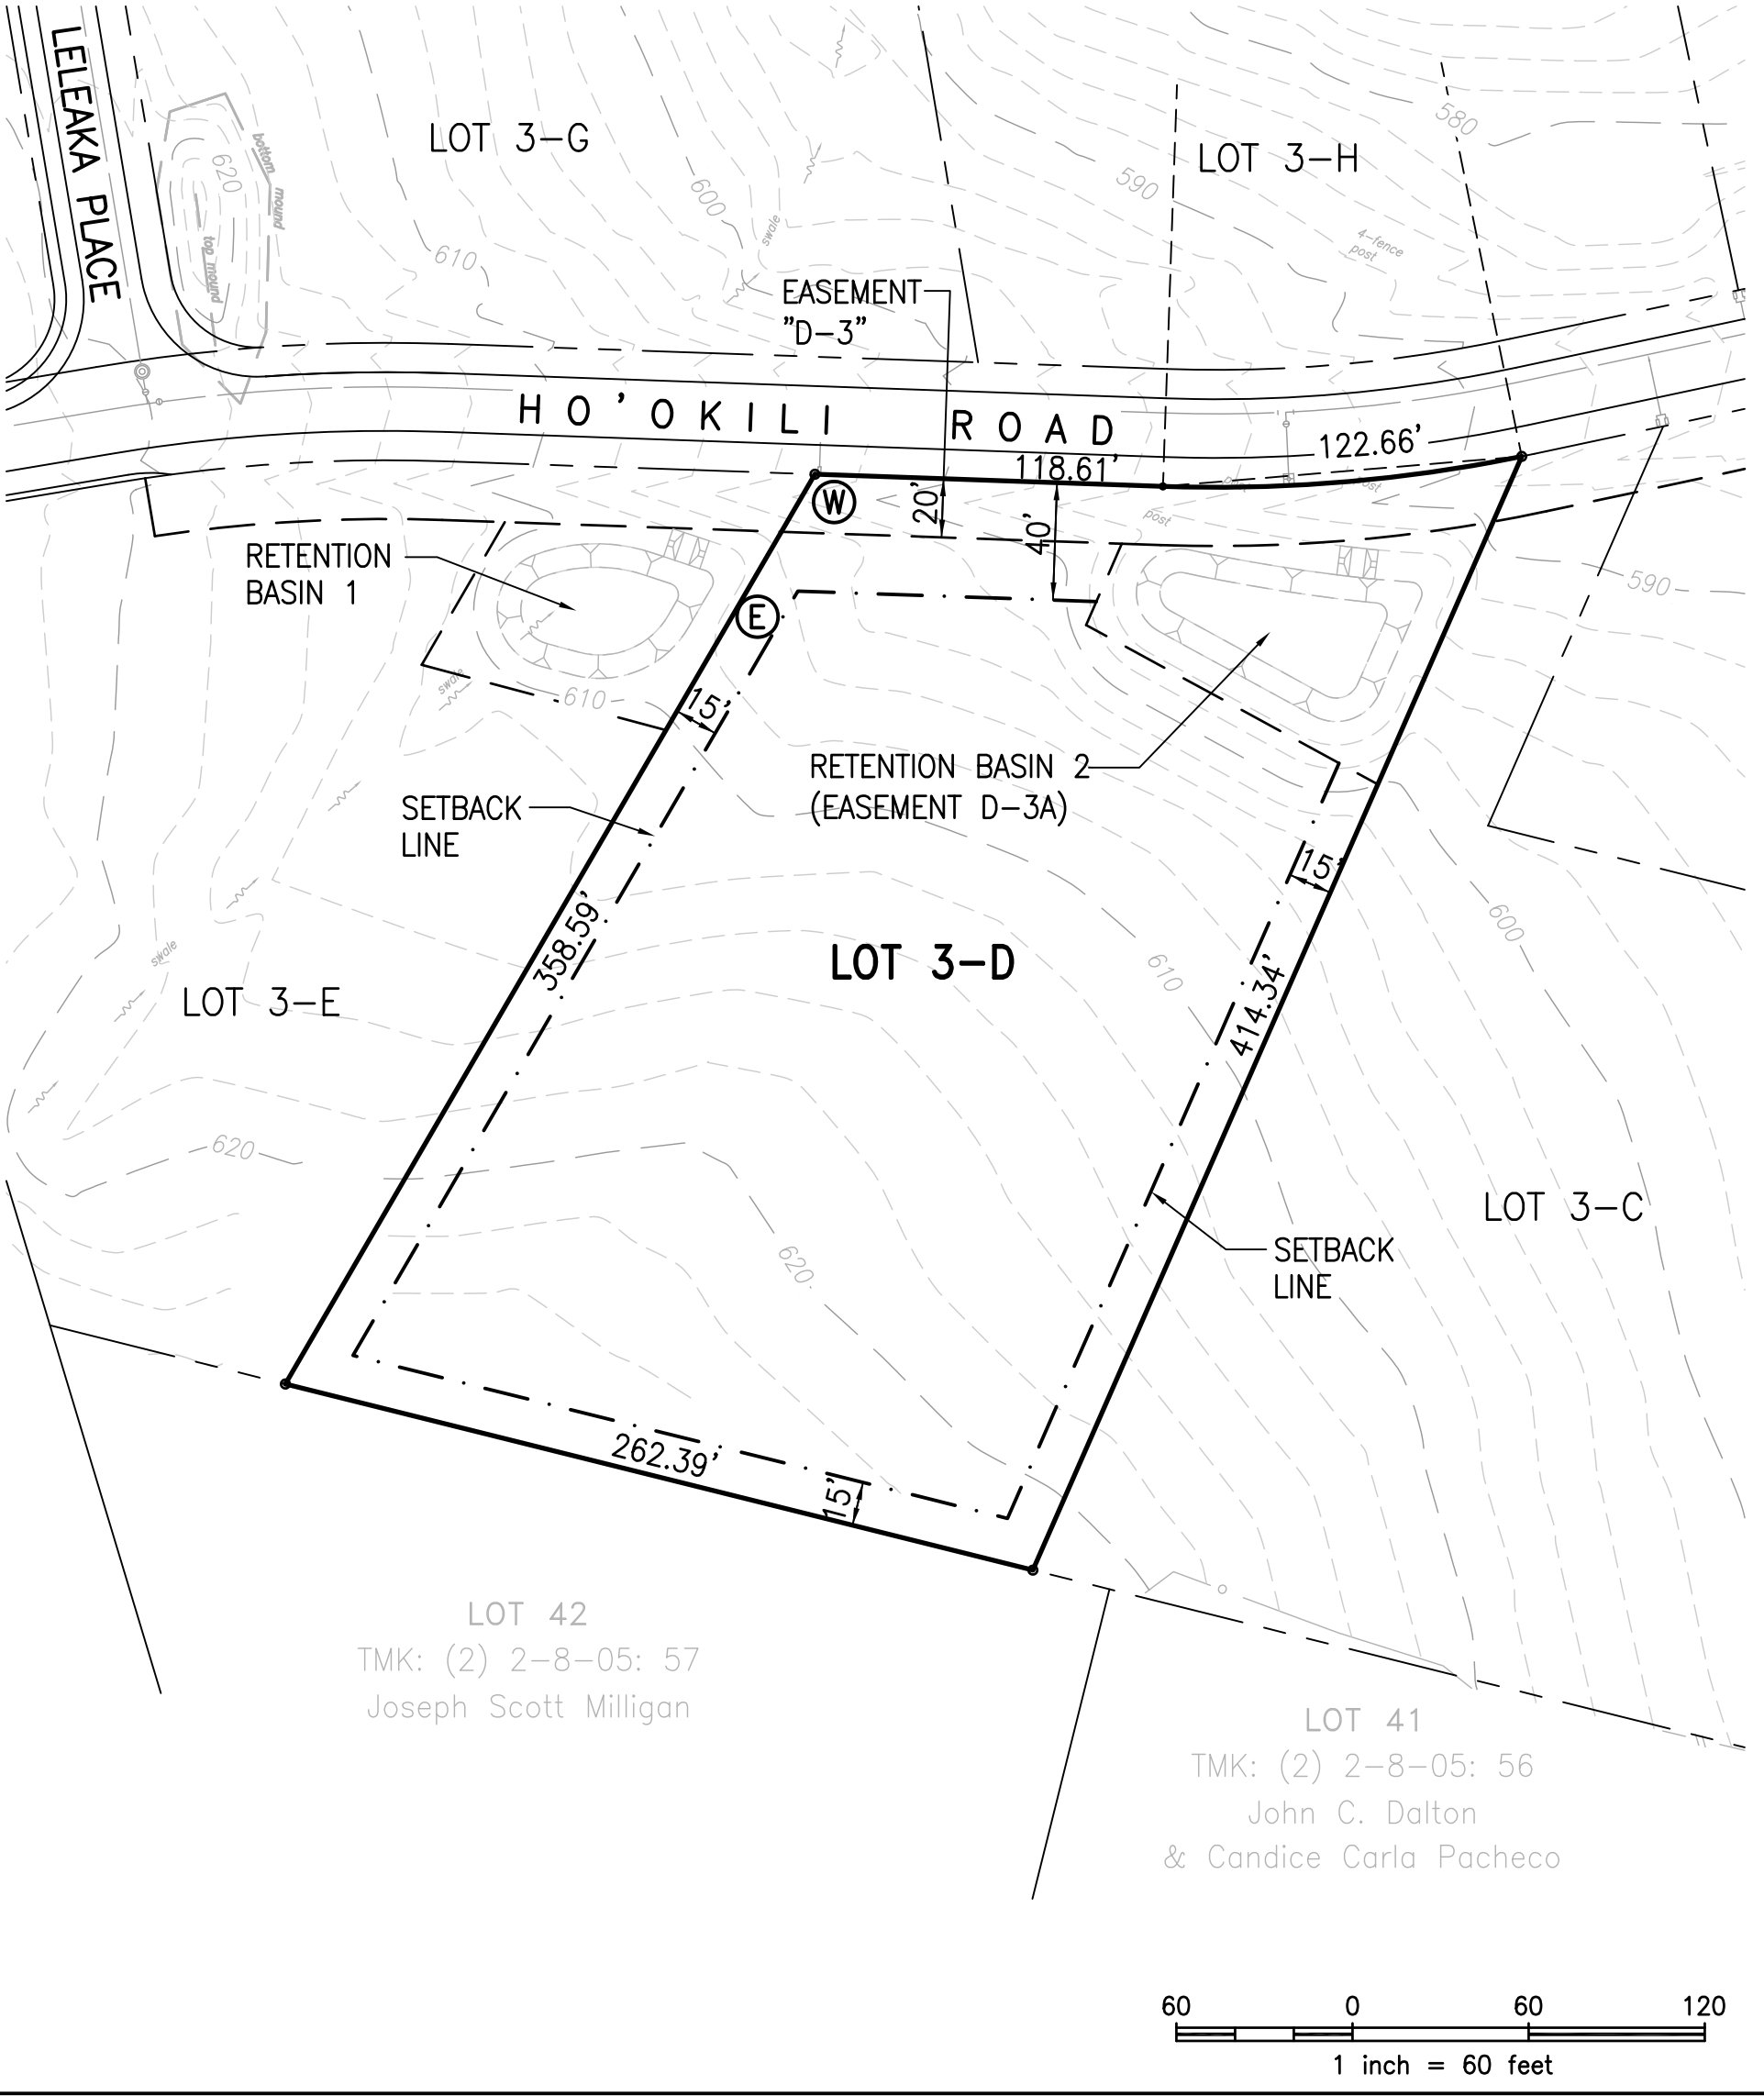 LELEAKA PLACE
LOT 3-G
LOT 3-H
580
590
600
610
620
bottom mound
top mound
swale
4-fence
post
EASEMENT
"D-3"
HO'OKILI ROAD
122.66'
118.61'
W
20'
40'
post
post
post
RETENTION
BASIN 1
E
590
swale
610
15'
RETENTION BASIN 2
(EASEMENT D-3A)
SETBACK
LINE
15'
358.59'
LOT 3-D
600
610
swale
LOT 3-E
414.34'
620
LOT 3-C
620
SETBACK
LINE
262.39'
15'
LOT 42
TMK: (2) 2-8-05: 57
Joseph Scott Milligan
LOT 41
TMK: (2) 2-8-05: 56
John C. Dalton
& Candice Carla Pacheco
60 0 60 120
1 inch = 60 feet